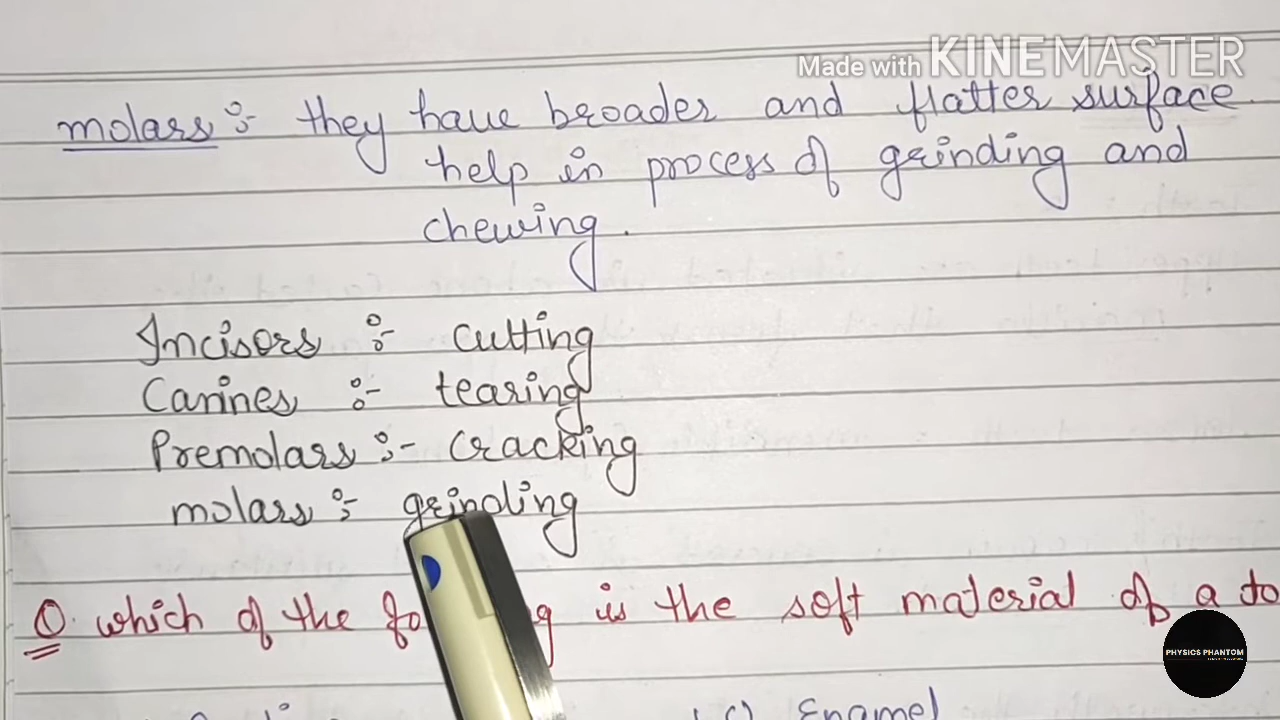 Made with KINEMASTER
molars :- they have broader and flatter surface
help in process of grinding and
chewing.
Incisors :- cutting
Canines :- tearing
Premolars :- cracking
molars :- grinding
Q. which of the is the soft material of a
(c) Enamel
PHYSICS PHANTOM